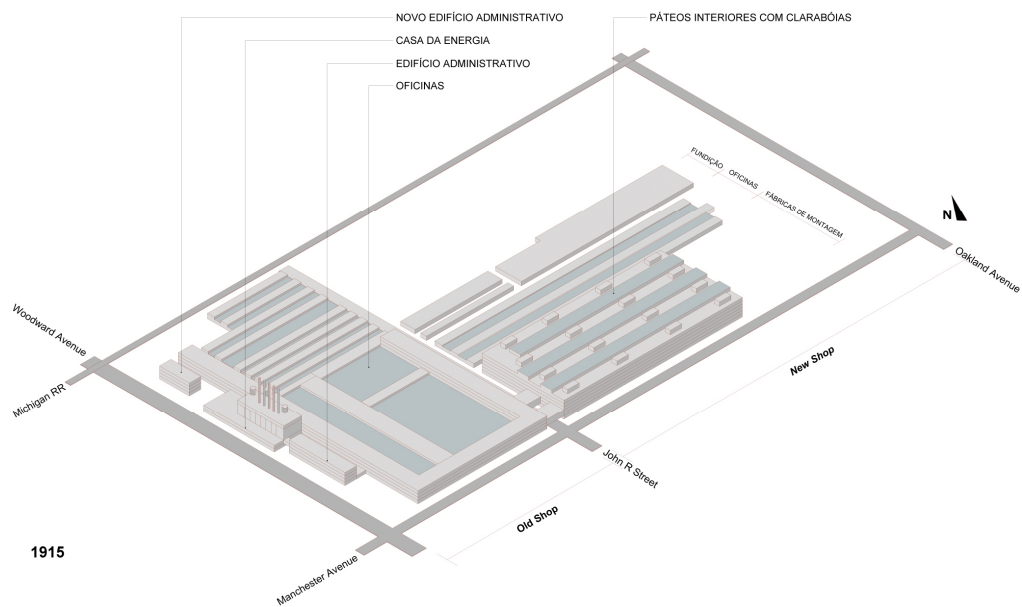 NOVO EDIFÍCIO ADMINISTRATIVO
PÁTEOS INTERIORES COM CLARABÓIAS
CASA DA ENERGIA
EDIFÍCIO ADMINISTRATIVO
OFICINAS
FUNDIÇÃO
OFICINAS
FÁBRICAS DE MONTAGEM
N
Oakland Avenue
Woodward Avenue
Michigan RR
New Shop
John R Street
Old Shop
1915
Manchester Avenue